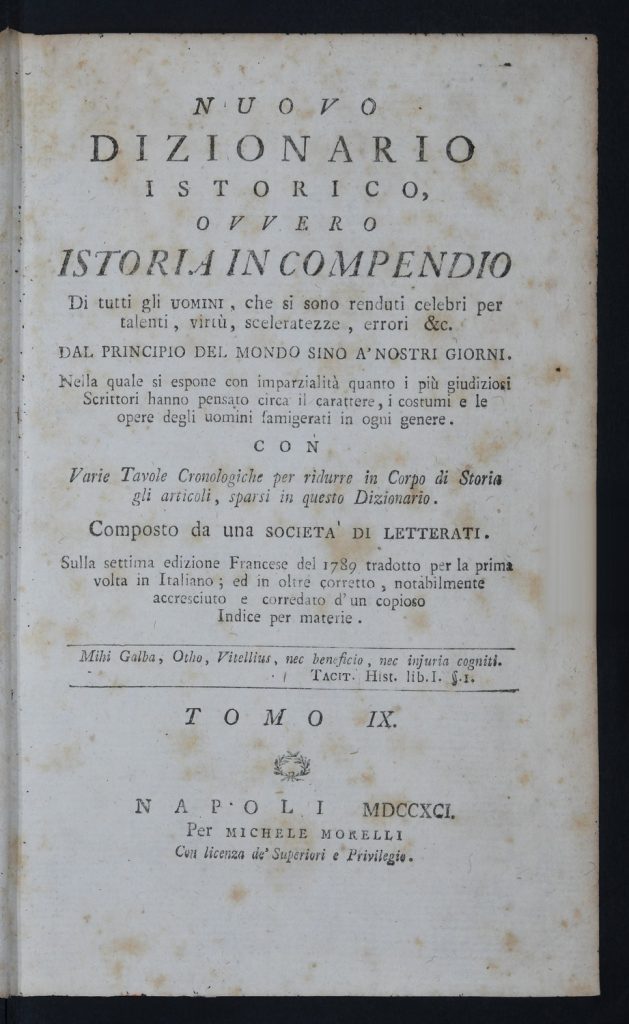 NUOVO
DIZIONARIO
ISTORICO,
OVVERO
ISTORIA IN COMPENDIO
Di tutti gli UOMINI, che si sono renduti celebri per
talenti, virtù, sceleratezze, errori &c.
DAL PRINCIPIO DEL MONDO SINO A' NOSTRI GIORNI.
Nella quale si espone con imparzialità quanto i più giudiziosi
Scrittori hanno pensato circa il carattere, i costumi e le
opere degli uomini famigerati in ogni genere.
CON
Varie Tavole Cronologiche per ridurre in Corpo di Storia
gli articoli, sparsi in questo Dizionario.
Composto da una SOCIETA' DI LETTERATI.
Sulla settima edizione Francese del 1789 tradotto per la prima
volta in Italiano; ed in oltre corretto, notabilmente
accresciuto e corredato d'un copioso
Indice per materie.
Mihi Galba, Otho, Vitellius, nec beneficio, nec injuria cogniti.
TACIT. Hist. lib.I. §.1.
TOMO IX.
NAPOLI MDCCXCI.
Per MICHELE MORELLI
Con licenza de' Superiori e Privilegio.